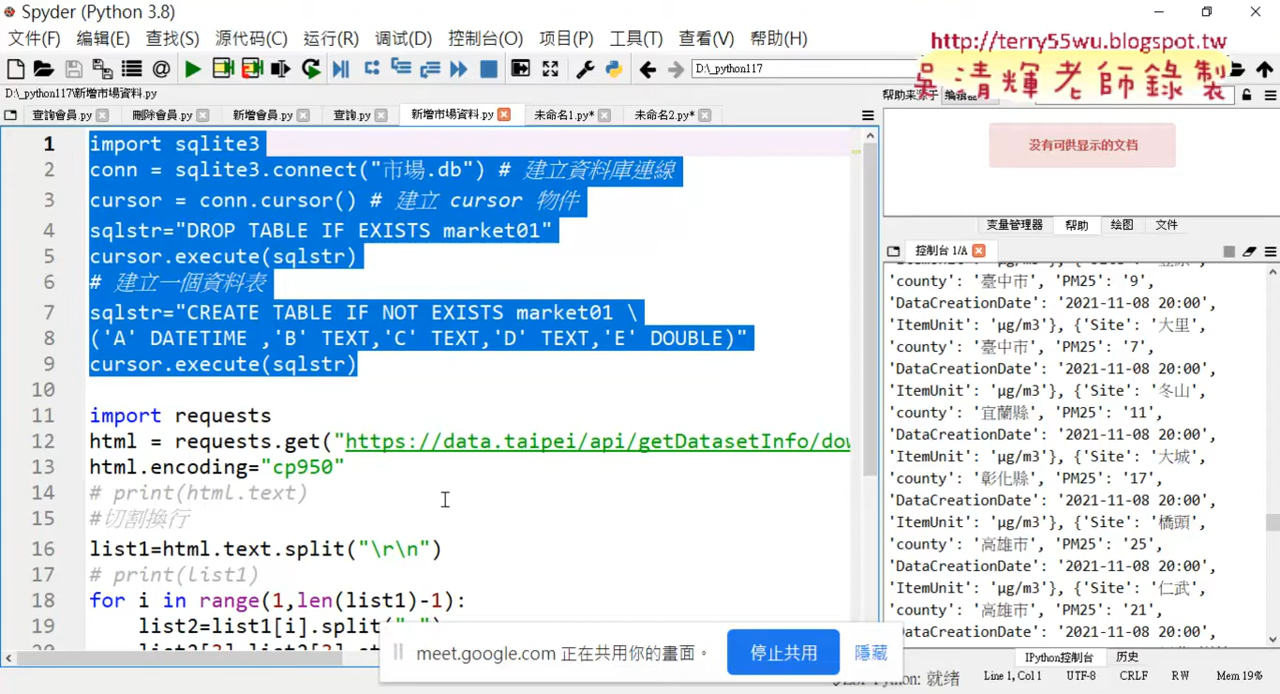 Spyder (Python 3.8)
文件(F) 编辑(E) 查找(S) 源代码(C) 运行(R) 调试(D) 控制台(O) 项目(P) 工具(T) 查看(V) 帮助(H)
http://terry55wu.blogspot.tw
吳清輝老師錄製
D:\_python117
D:\_python117\新增市場資料.py
帮助来源于 编辑器
查詢會員.py 刪除會員.py 新增會員.py 查詢.py 新增市場資料.py 未命名1.py* 未命名2.py*
1 import sqlite3
2 conn = sqlite3.connect("市場.db") # 建立資料庫連線
3 cursor = conn.cursor() # 建立 cursor 物件
4 sqlstr="DROP TABLE IF EXISTS market01"
5 cursor.execute(sqlstr)
6 # 建立一個資料表
7 sqlstr="CREATE TABLE IF NOT EXISTS market01 \
8 ('A' DATETIME ,'B' TEXT,'C' TEXT,'D' TEXT,'E' DOUBLE)"
9 cursor.execute(sqlstr)
10
11 import requests
12 html = requests.get("https://data.taipei/api/getDatasetInfo/dow
13 html.encoding="cp950"
14 # print(html.text)
15 #切割換行
16 list1=html.text.split("\r\n")
17 # print(list1)
18 for i in range(1,len(list1)-1):
19 list2=list1[i].split("
没有可供显示的文档
变量管理器 帮助 绘图 文件
控制台 1/A
'county': '臺中市', 'PM25': '9',
'DataCreationDate': '2021-11-08 20:00',
'ItemUnit': 'μg/m3'}, {'Site': '大里',
'county': '臺中市', 'PM25': '7',
'DataCreationDate': '2021-11-08 20:00',
'ItemUnit': 'μg/m3'}, {'Site': '冬山',
'county': '宜蘭縣', 'PM25': '11',
'DataCreationDate': '2021-11-08 20:00',
'ItemUnit': 'μg/m3'}, {'Site': '大城',
'county': '彰化縣', 'PM25': '17',
'DataCreationDate': '2021-11-08 20:00',
'ItemUnit': 'μg/m3'}, {'Site': '橋頭',
'county': '高雄市', 'PM25': '25',
'DataCreationDate': '2021-11-08 20:00',
'ItemUnit': 'μg/m3'}, {'Site': '仁武',
'county': '高雄市', 'PM25': '21',
'DataCreationDate': '2021-11-08 20:00',
IPython控制台 历史
meet.google.com 正在共用你的畫面。 停止共用 隱藏
Python: 就绪 Line 1, Col 1 UTF-8 CRLF RW Mem 19%